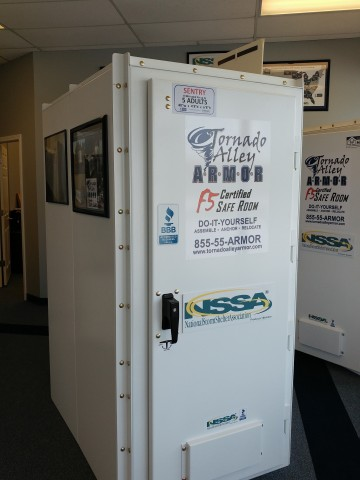 SENTRY
5 ADULTS
Tornado
Alley
ARMOR
F5 Certified
SAFE ROOM
DO-IT-YOURSELF
ASSEMBLE - ANCHOR - RELOCATE
855-55-ARMOR
www.tornadoalleyarmor.com
BBB
NSSA
National Storm Shelter Association
NSSA
Tornado
Alley
ARMOR
F5 Certified
SAFE ROOM
DO-IT-YOURSELF
855-55-ARMOR
NSSA